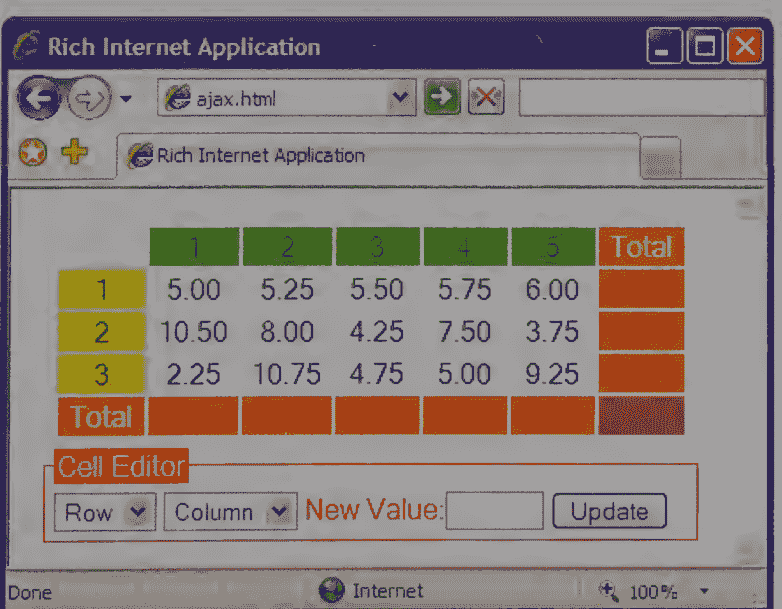 Rich Internet Application
ajax.html
Rich Internet Application
1 2 3 4 5 Total
1 5.00 5.25 5.50 5.75 6.00
2 10.50 8.00 4.25 7.50 3.75
3 2.25 10.75 4.75 5.00 9.25
Total
Cell Editor
Row Column New Value: Update
Done Internet 100%